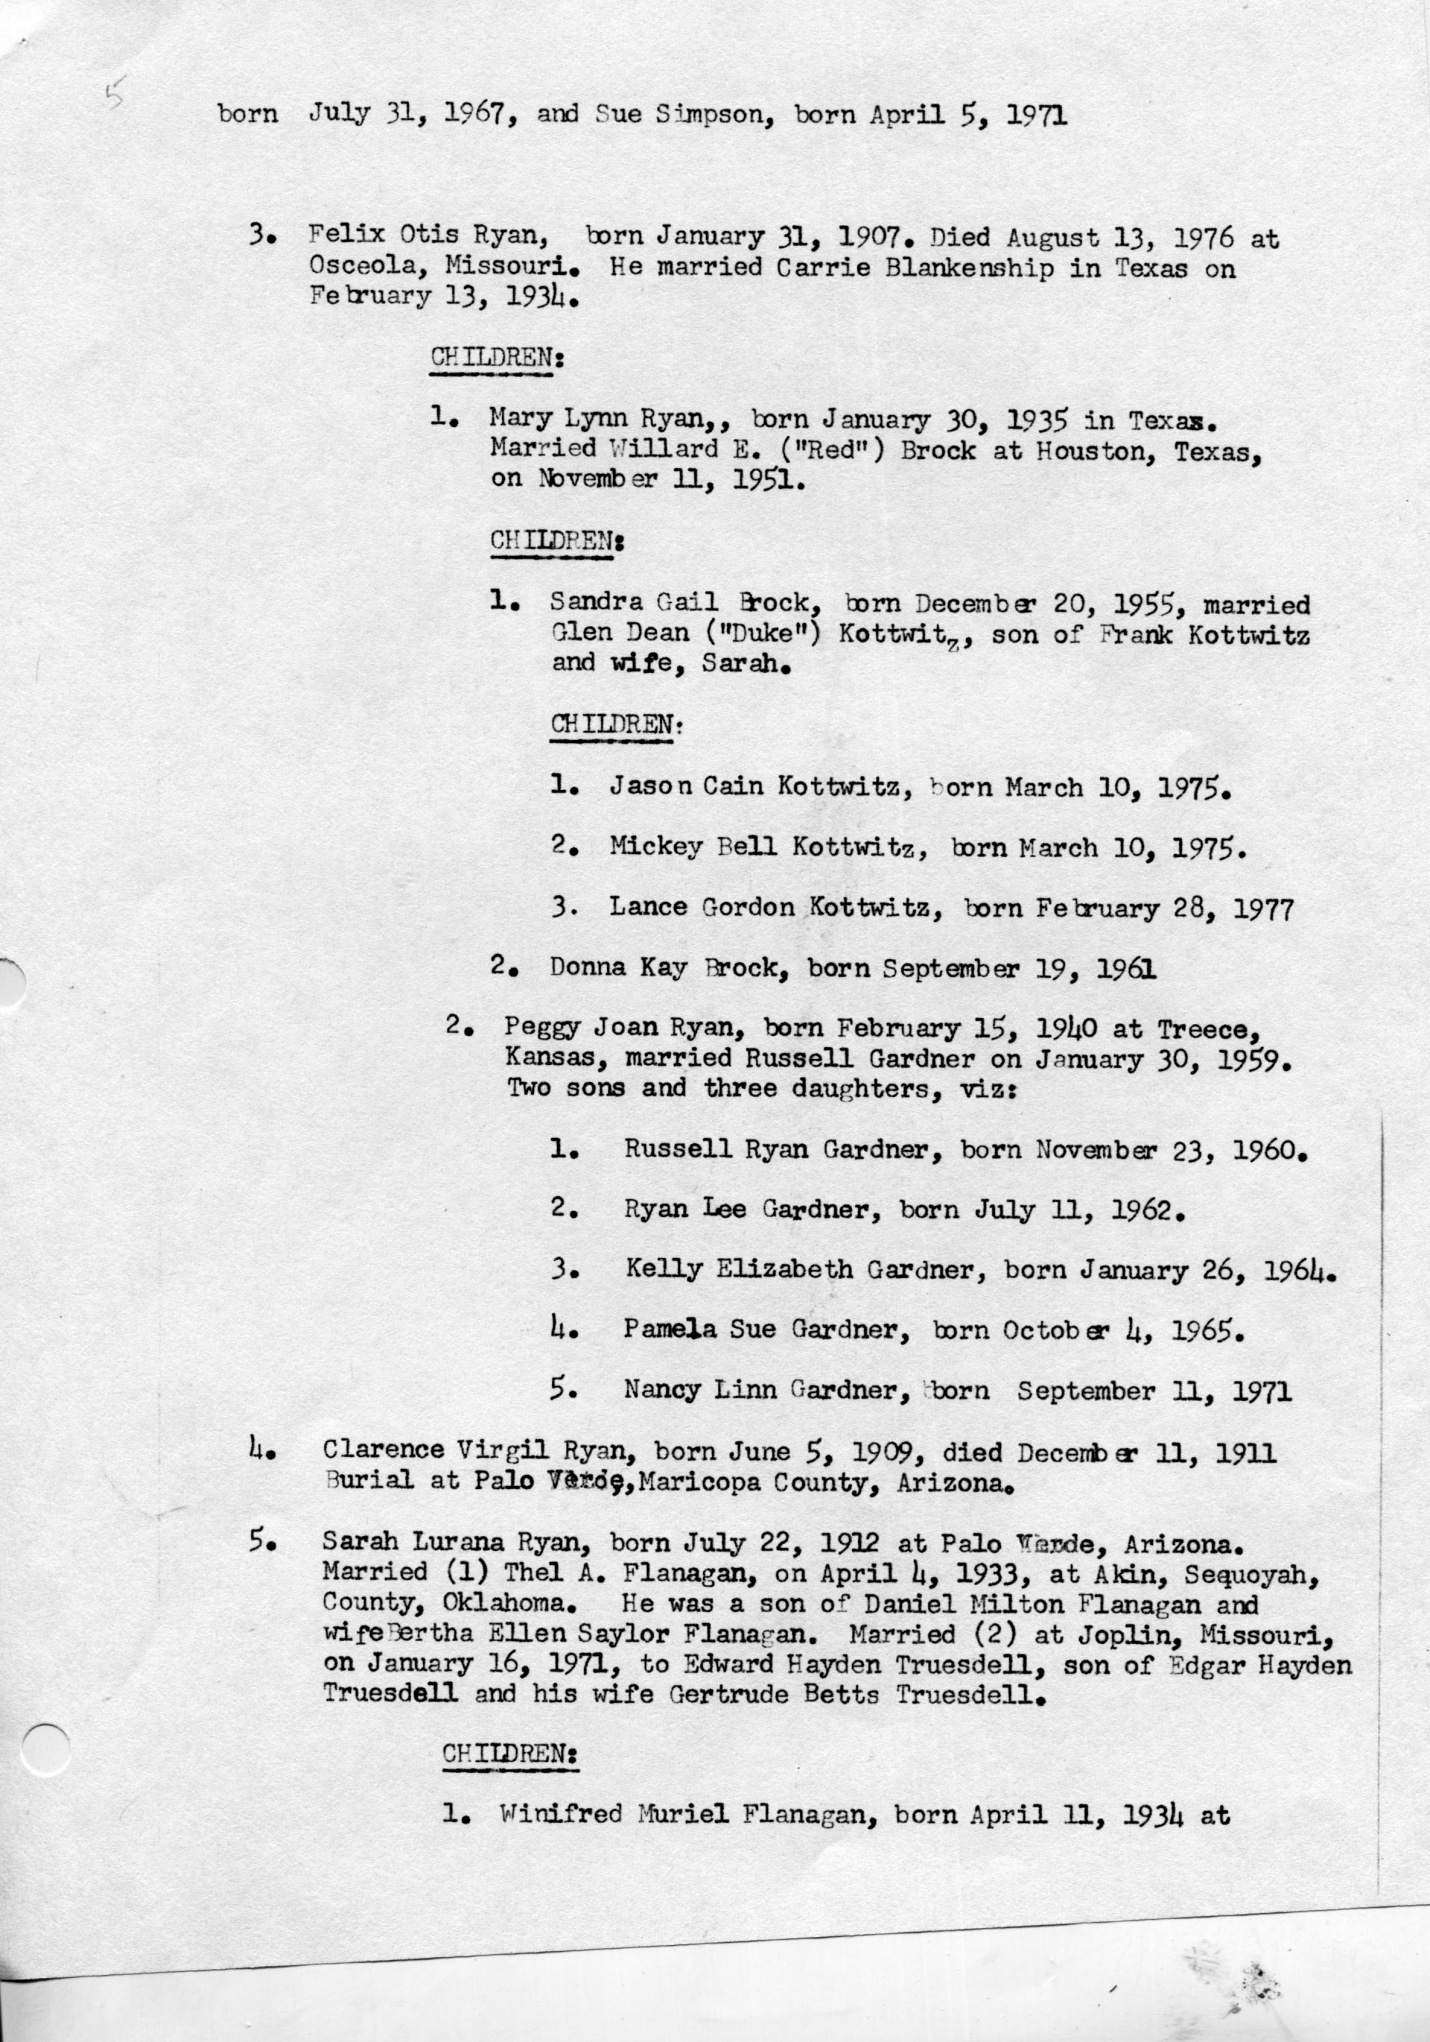 5
born July 31, 1967, and Sue Simpson, born April 5, 1971
3. Felix Otis Ryan, born January 31, 1907. Died August 13, 1976 at
Osceola, Missouri. He married Carrie Blankenship in Texas on
February 13, 1934.
CHILDREN:
1. Mary Lynn Ryan,, born January 30, 1935 in Texas.
Married Willard E. ("Red") Brock at Houston, Texas,
on November 11, 1951.
CHILDREN:
1. Sandra Gail Brock, born December 20, 1955, married
Glen Dean ("Duke") Kottwitz, son of Frank Kottwitz
and wife, Sarah.
CHILDREN:
1. Jason Cain Kottwitz, born March 10, 1975.
2. Mickey Bell Kottwitz, born March 10, 1975.
3. Lance Gordon Kottwitz, born February 28, 1977
2. Donna Kay Brock, born September 19, 1961
2. Peggy Joan Ryan, born February 15, 1940 at Treece,
Kansas, married Russell Gardner on January 30, 1959.
Two sons and three daughters, viz:
1. Russell Ryan Gardner, born November 23, 1960.
2. Ryan Lee Gardner, born July 11, 1962.
3. Kelly Elizabeth Gardner, born January 26, 1964.
4. Pamela Sue Gardner, born October 4, 1965.
5. Nancy Linn Gardner, born September 11, 1971
4. Clarence Virgil Ryan, born June 5, 1909, died December 11, 1911
Burial at Palo Verde, Maricopa County, Arizona.
5. Sarah Lurana Ryan, born July 22, 1912 at Palo Verde, Arizona.
Married (1) Thel A. Flanagan, on April 4, 1933, at Akin, Sequoyah,
County, Oklahoma. He was a son of Daniel Milton Flanagan and
wife Bertha Ellen Saylor Flanagan. Married (2) at Joplin, Missouri,
on January 16, 1971, to Edward Hayden Truesdell, son of Edgar Hayden
Truesdell and his wife Gertrude Betts Truesdell.
CHILDREN:
1. Winifred Muriel Flanagan, born April 11, 1934 at